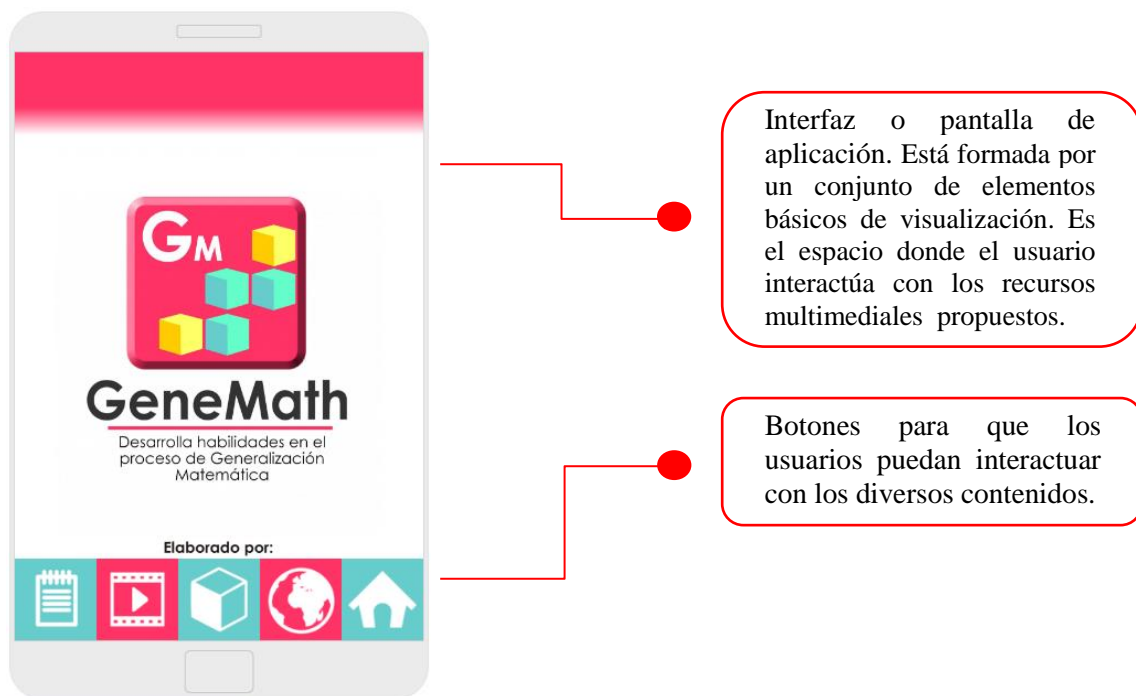 GM
GeneMath
Desarrolla habilidades en el
proceso de Generalización
Matemática
Elaborado por:
Interfaz o pantalla de
aplicación. Está formada por
un conjunto de elementos
básicos de visualización. Es
el espacio donde el usuario
interactúa con los recursos
multimediales propuestos.
Botones para que los
usuarios puedan interactuar
con los diversos contenidos.